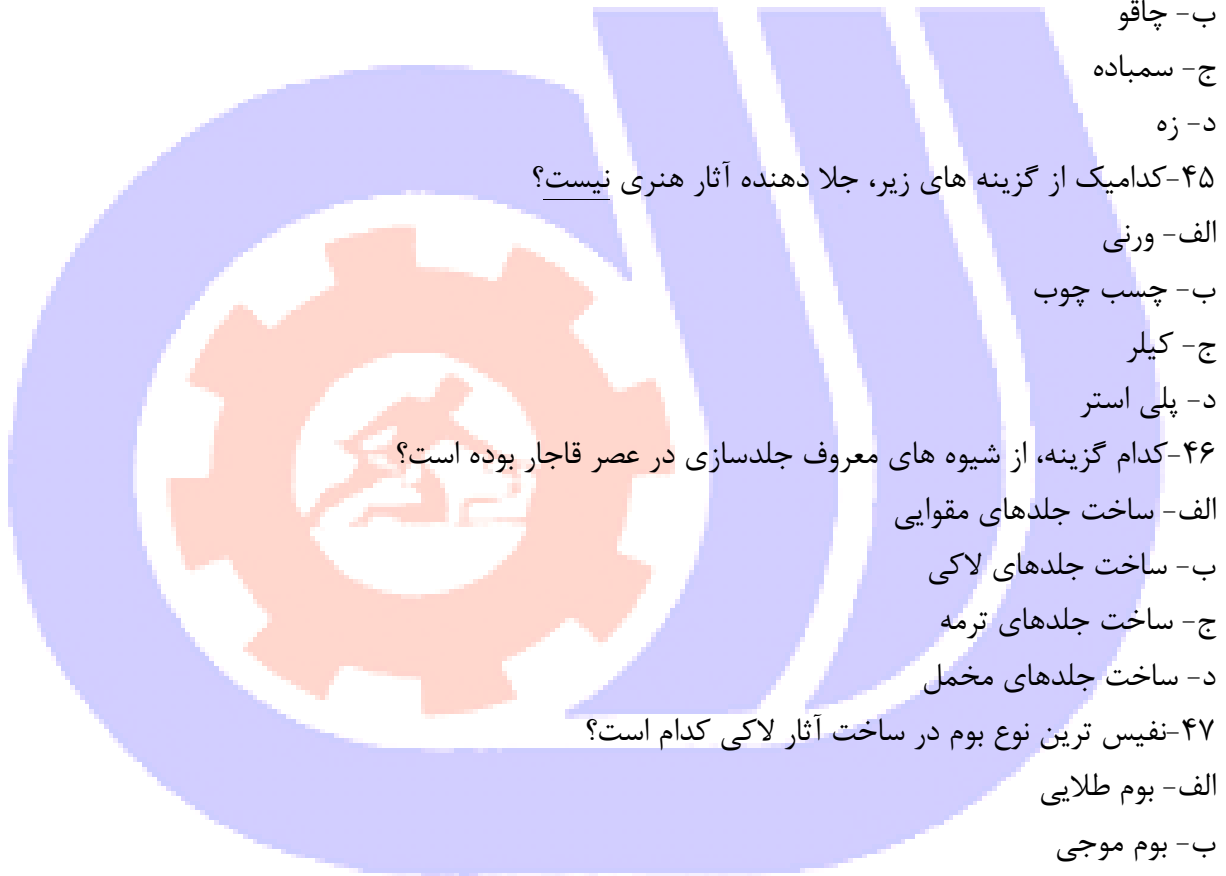 ب- چاقو
ج- سمباده
د- زه
۴۵-کدامیک از گزینه های زیر، جلا دهنده آثار هنری نیست؟
الف- ورنی
ب- چسب چوب
ج- کیلر
د- پلی استر
۴۶-کدام گزینه، از شیوه های معروف جلدسازی در عصر قاجار بوده است؟
الف- ساخت جلدهای مقوایی
ب- ساخت جلدهای لاکی
ج- ساخت جلدهای ترمه
د- ساخت جلدهای مخمل
۴۷-نفیس ترین نوع بوم در ساخت آثار لاکی کدام است؟
الف- بوم طلایی
ب- بوم موجی